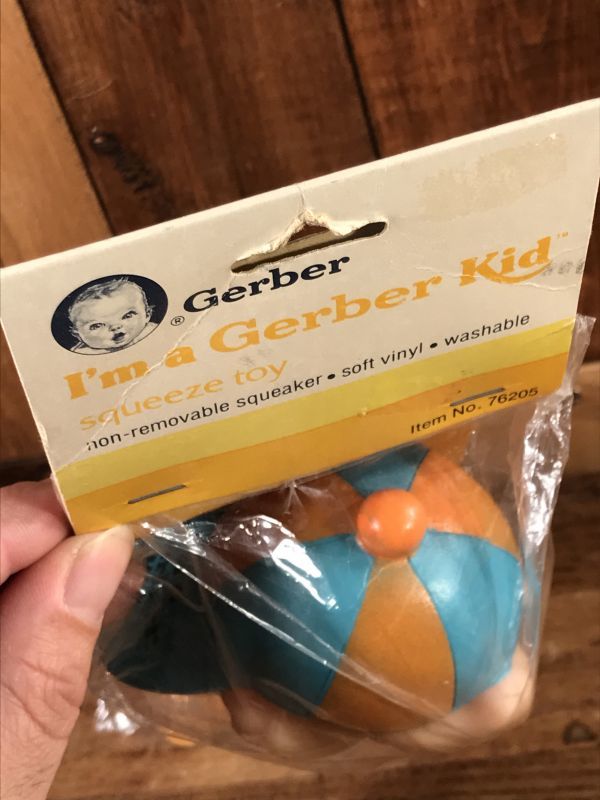 ® Gerber
I'm a Gerber Kid™
squeeze toy
non-removable squeaker • soft vinyl • washable
Item No. 76205